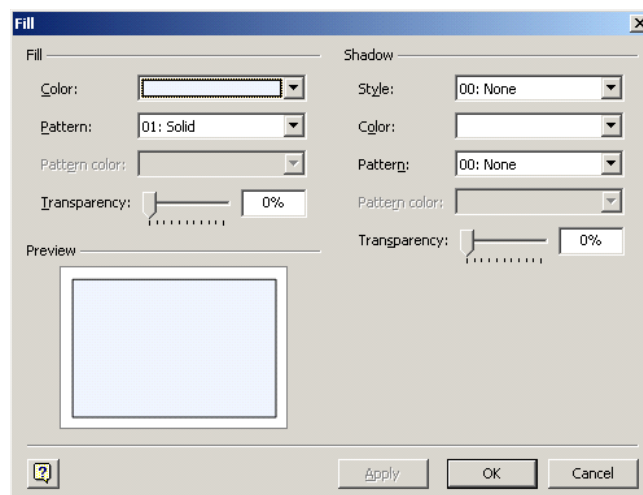 Fill
Fill
Color:
Pattern: 01: Solid
Pattern color:
Transparency: 0%
Preview
Shadow
Style: 00: None
Color:
Pattern: 00: None
Pattern color:
Transparency: 0%
Apply OK Cancel